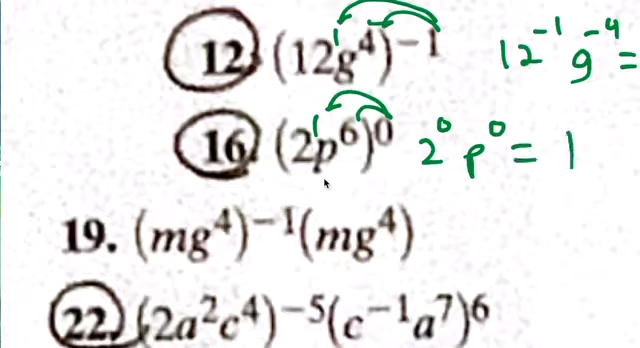 12. (12g⁴)⁻¹ 12⁻¹ g⁻⁴ =
16. (2p⁶)⁰ 2⁰ p⁰ = 1
19. (mg⁴)⁻¹(mg⁴)
22. (2a²c⁴)⁻⁵(c⁻¹a⁷)⁶